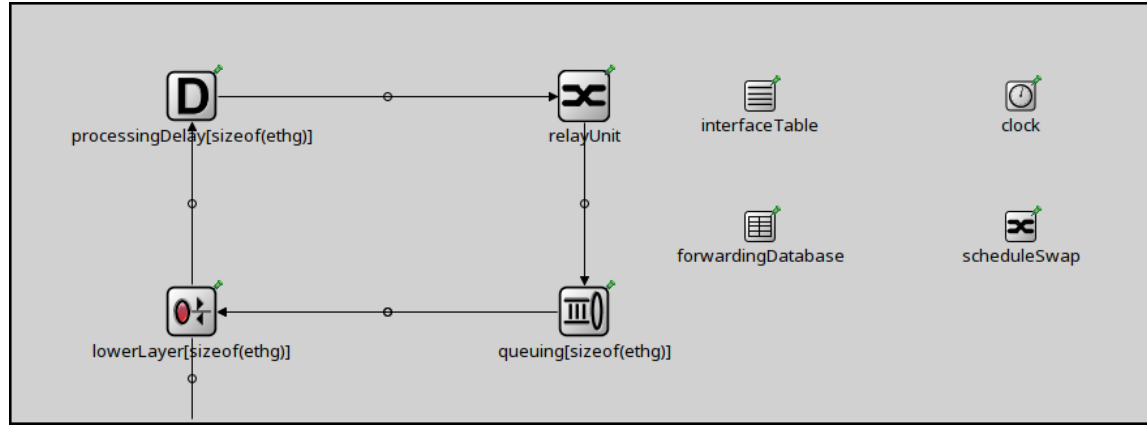 D
processingDelay[sizeof(ethg)]
relayUnit
interfaceTable
clock
forwardingDatabase
scheduleSwap
lowerLayer[sizeof(ethg)]
queuing[sizeof(ethg)]